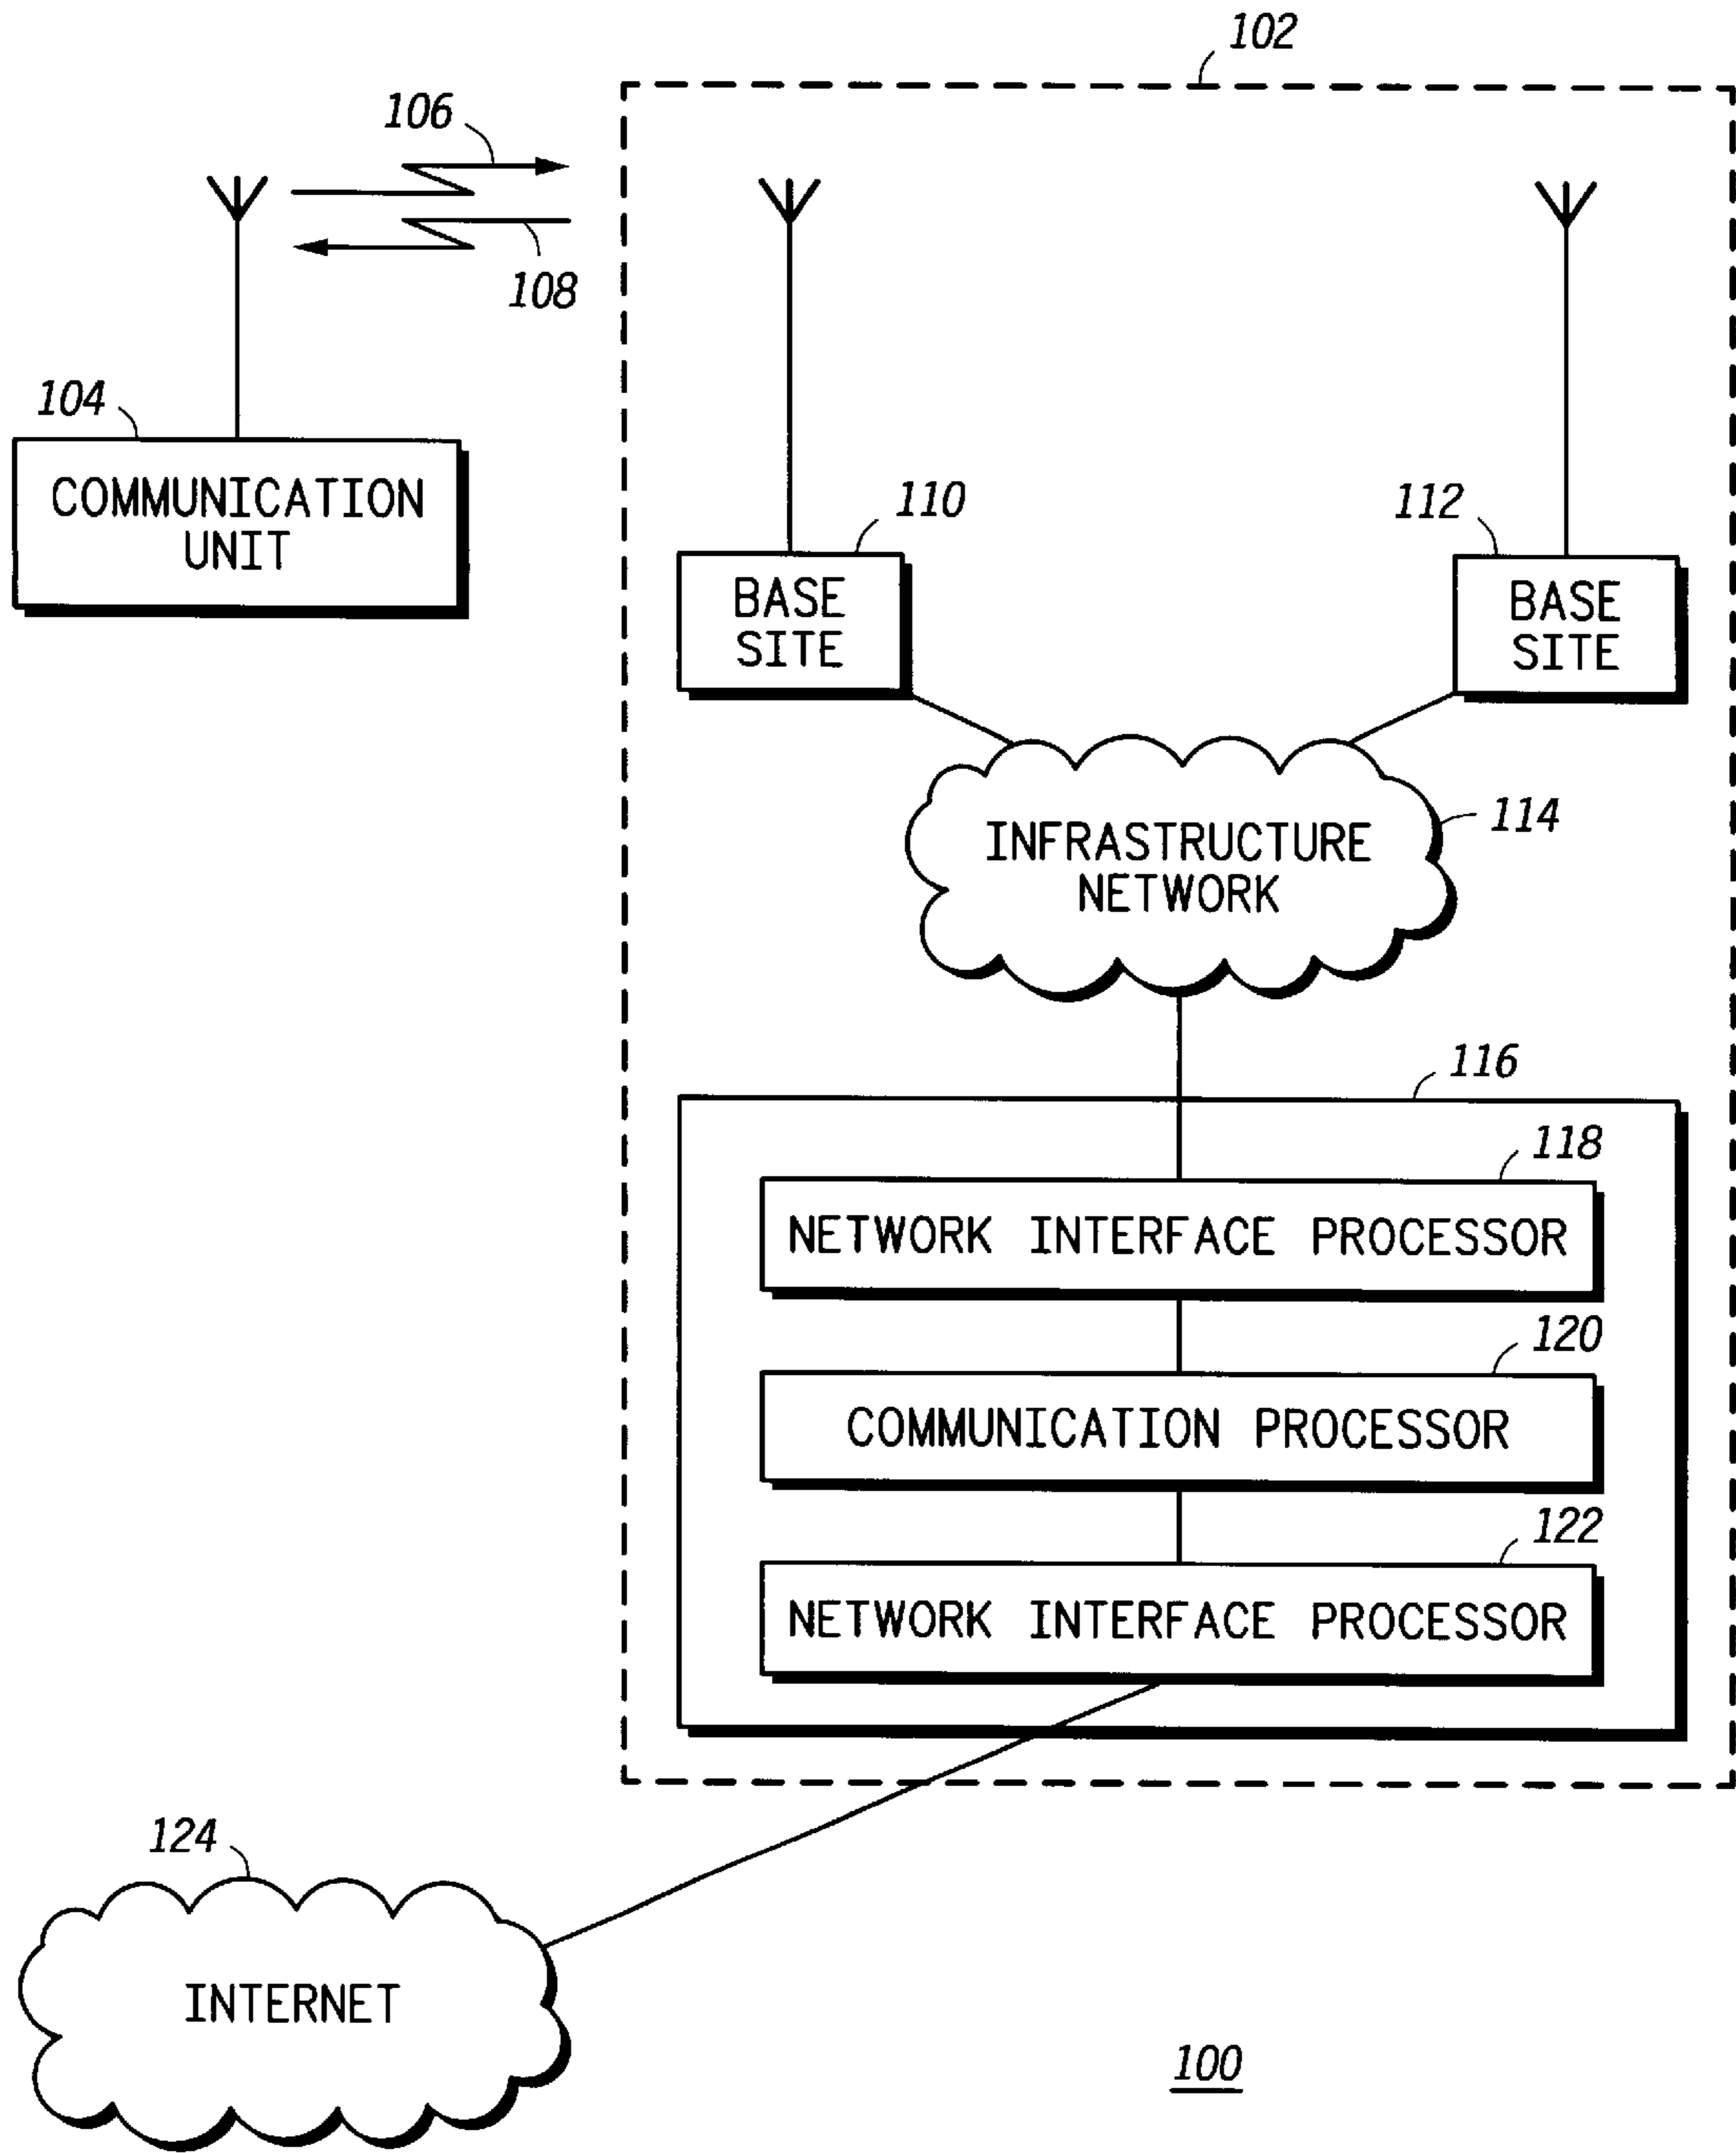 102
106
108
104
COMMUNICATION
UNIT
110
BASE
SITE
112
BASE
SITE
INFRASTRUCTURE
NETWORK
114
116
118
NETWORK INTERFACE PROCESSOR
120
COMMUNICATION PROCESSOR
122
NETWORK INTERFACE PROCESSOR
124
INTERNET
100